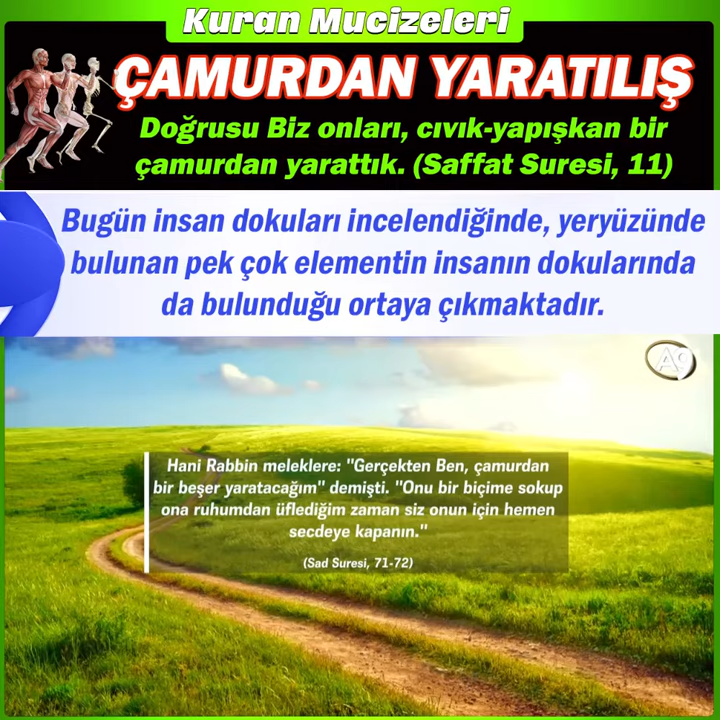 Kuran Mucizeleri
ÇAMURDAN YARATILIŞ
Doğrusu Biz onları, cıvık-yapışkan bir
çamurdan yarattık. (Saffat Suresi, 11)
Bugün insan dokuları incelendiğinde, yeryüzünde
bulunan pek çok elementin insanın dokularında
da bulunduğu ortaya çıkmaktadır.
A9
Hani Rabbin meleklere: "Gerçekten Ben, çamurdan
bir beşer yaratacağım" demişti. "Onu bir biçime sokup
ona ruhumdan üflediğim zaman siz onun için hemen
secdeye kapanın."
(Sad Suresi, 71-72)